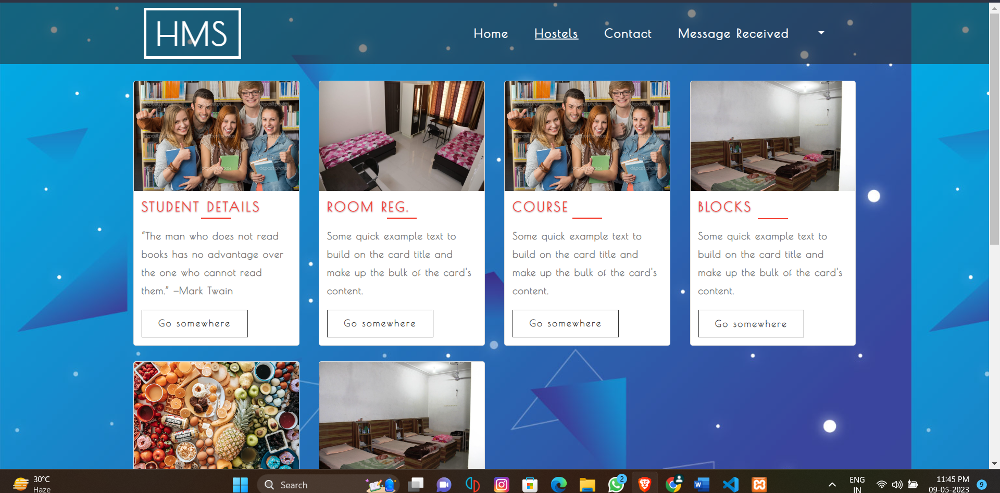 HMS
Home
Hostels
Contact
Message Received
depositphotos
depositphotos
STUDENT DETAILS
"The man who does not read
books has no advantage over
the one who cannot read
them." —Mark Twain
Go somewhere
ROOM REG.
Some quick example text to
build on the card title and
make up the bulk of the card's
content.
Go somewhere
COURSE
Some quick example text to
build on the card title and
make up the bulk of the card's
content.
Go somewhere
BLOCKS
Some quick example text to
build on the card title and
make up the bulk of the card's
content.
Go somewhere
30°C
Haze
Search
2
ENG
IN
11:45 PM
09-05-2023
9